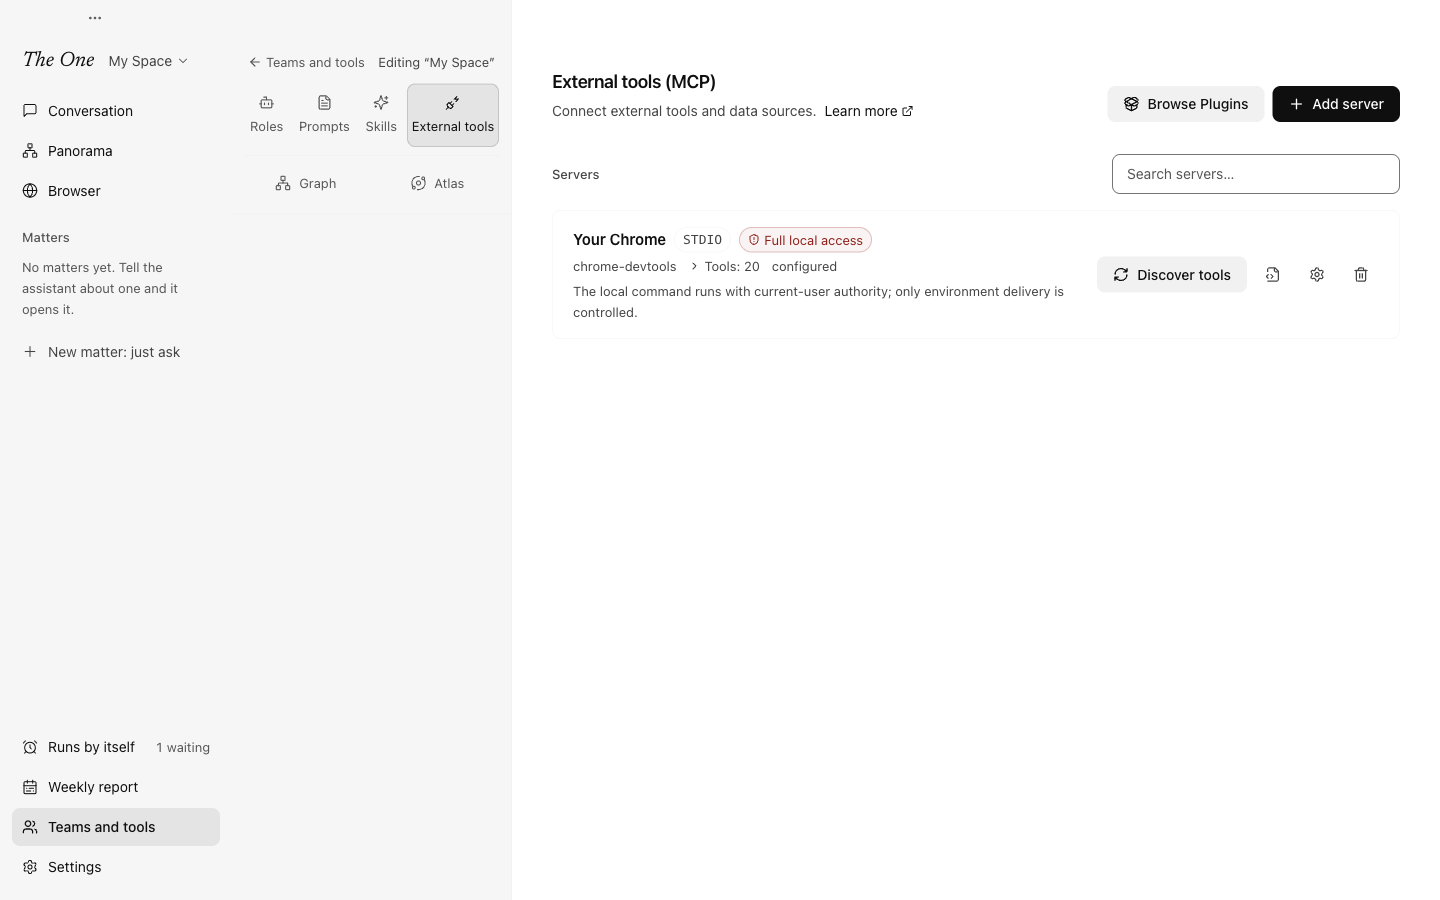 The One
My Space
Conversation
Panorama
Browser
Matters
No matters yet. Tell the
assistant about one and it
opens it.
New matter: just ask
Runs by itself 1 waiting
Weekly report
Teams and tools
Settings
Teams and tools Editing “My Space”
Roles Prompts Skills External tools
Graph Atlas
External tools (MCP)
Connect external tools and data sources. Learn more
Browse Plugins
Add server
Servers
Search servers...
Your Chrome STDIO Full local access
chrome-devtools Tools: 20 configured
The local command runs with current-user authority; only environment delivery is
controlled.
Discover tools